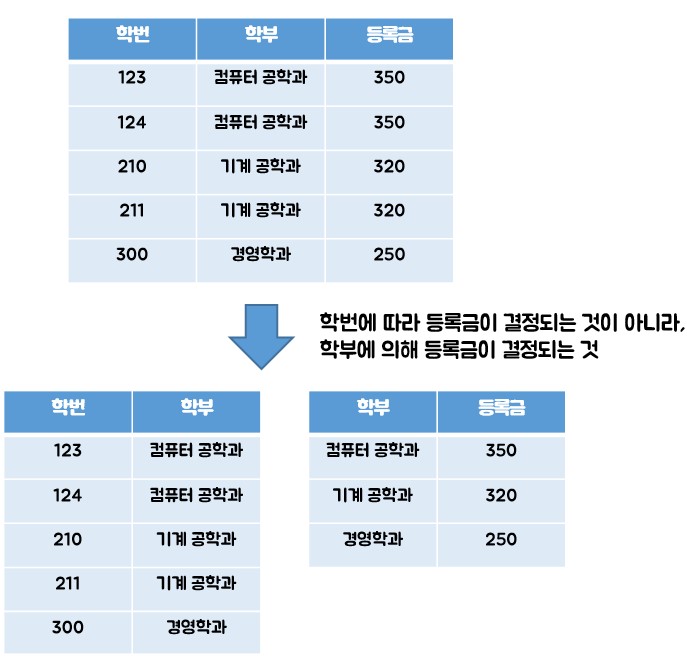 학번 학부 등록금
123 컴퓨터 공학과 350
124 컴퓨터 공학과 350
210 기계 공학과 320
211 기계 공학과 320
300 경영학과 250
학번에 따라 등록금이 결정되는 것이 아니라,
학부에 의해 등록금이 결정되는 것
학번 학부
123 컴퓨터 공학과
124 컴퓨터 공학과
210 기계 공학과
211 기계 공학과
300 경영학과
학부 등록금
컴퓨터 공학과 350
기계 공학과 320
경영학과 250